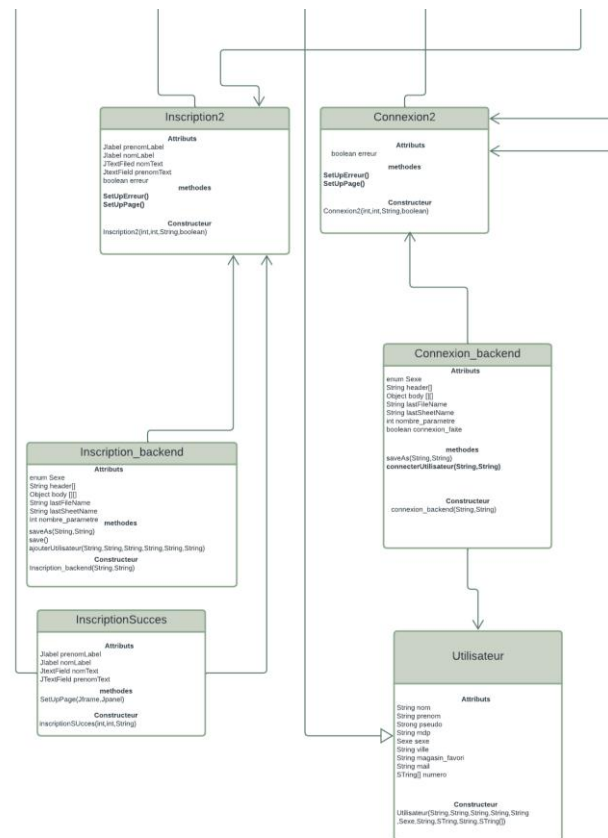 Inscription2
Attributs
Jlabel prenomLabel
Jlabel nomLabel
JTextFiled nomText
JtextField prenomText
boolean erreur
methodes
SetUpErreur()
SetUpPage()
Constructeur
Inscription2(int,int,String,boolean)
Connexion2
Attributs
boolean erreur
methodes
SetUpErreur()
SetUpPage()
Constructeur
Connexion2(int,int,String,boolean)
Connexion_backend
Attributs
enum Sexe
String header[]
Object body [][]
String lastFileName
String lastSheetName
int nombre_parametre
boolean connexion_faite
methodes
saveAs(String,String)
connecterUtilisateur(String,String)
Constructeur
connexion_backend(String,String)
Inscription_backend
Attributs
enum Sexe
String header[]
Object body [][]
String lastFileName
String lastSheetName
int nombre_parametre
methodes
saveAs(String,String)
save()
ajouterUtilisateur(String,String,String,String,String,String)
Constructeur
Inscription_backend(String,String)
InscriptionSucces
Attributs
Jlabel prenomLabel
Jlabel nomLabel
JtextField nomText
JTextField prenomText
methodes
SetUpPage(Jframe,Jpanel)
Constructeur
inscriptionSUcces(int,int,String)
Utilisateur
Attributs
String nom
String prenom
Strong pseudo
String mdp
Sexe sexe
String ville
String magasin_favori
String mail
STring[] numero
Constructeur
Utilisateur(String,String,String,String,String
,Sexe,String,STring,String,STring[])